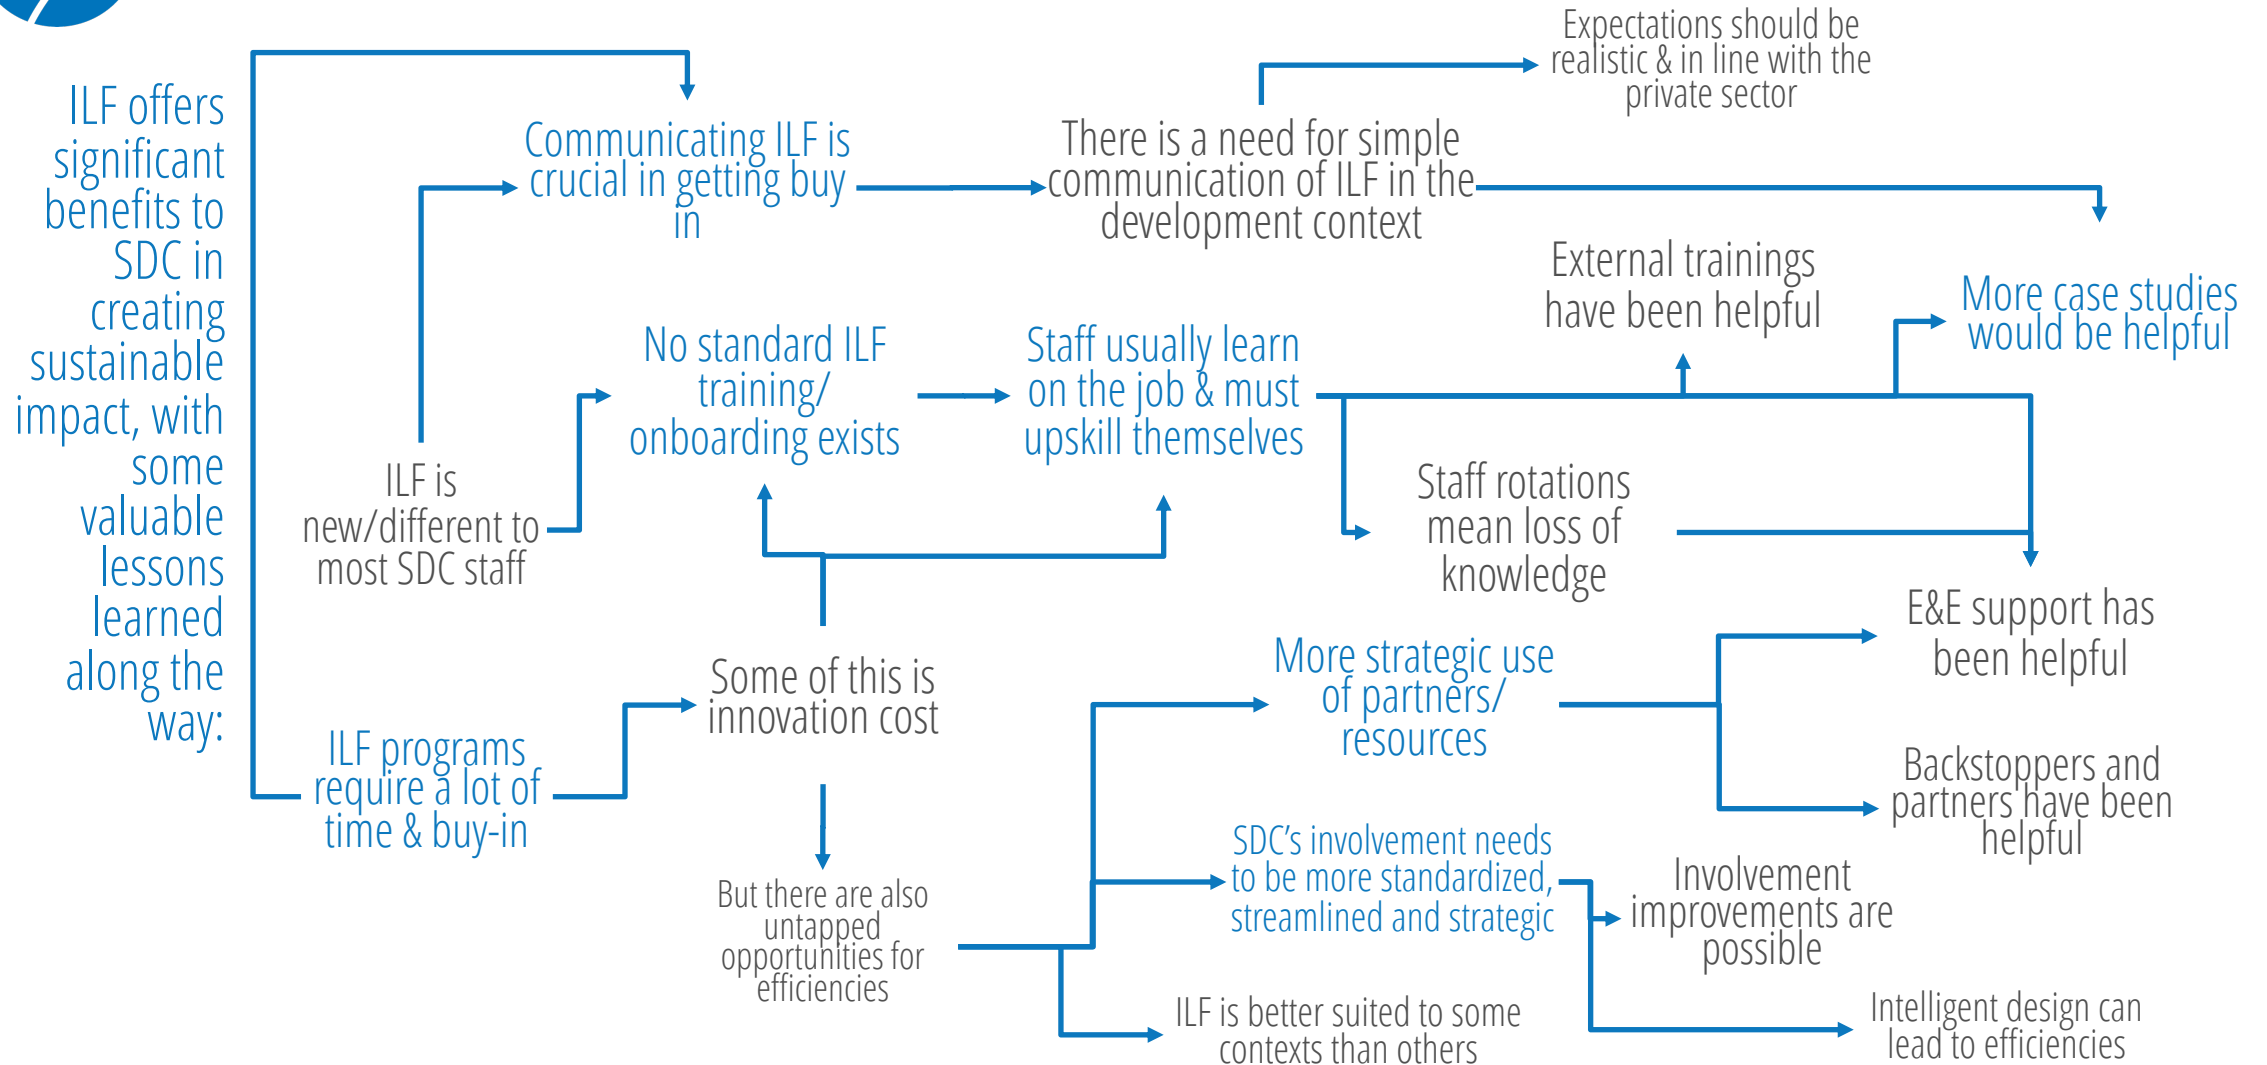 ILF offers
significant
benefits to
SDC in
creating
sustainable
impact, with
some
valuable
lessons
learned
along the
way:
Expectations should be
realistic & in line with the
private sector
Communicating ILF is
crucial in getting buy
in
There is a need for simple
communication of ILF in the
development context
External trainings
have been helpful
More case studies
would be helpful
No standard ILF
training/
onboarding exists
Staff usually learn
on the job & must
upskill themselves
ILF is
new/different to
most SDC staff
Staff rotations
mean loss of
knowledge
E&E support has
been helpful
Some of this is
innovation cost
More strategic use
of partners/
resources
ILF programs
require a lot of
time & buy-in
Backstoppers and
partners have been
helpful
SDC’s involvement needs
to be more standardized,
streamlined and strategic
Involvement
improvements are
possible
But there are also
untapped
opportunities for
efficiencies
ILF is better suited to some
contexts than others
Intelligent design can
lead to efficiencies